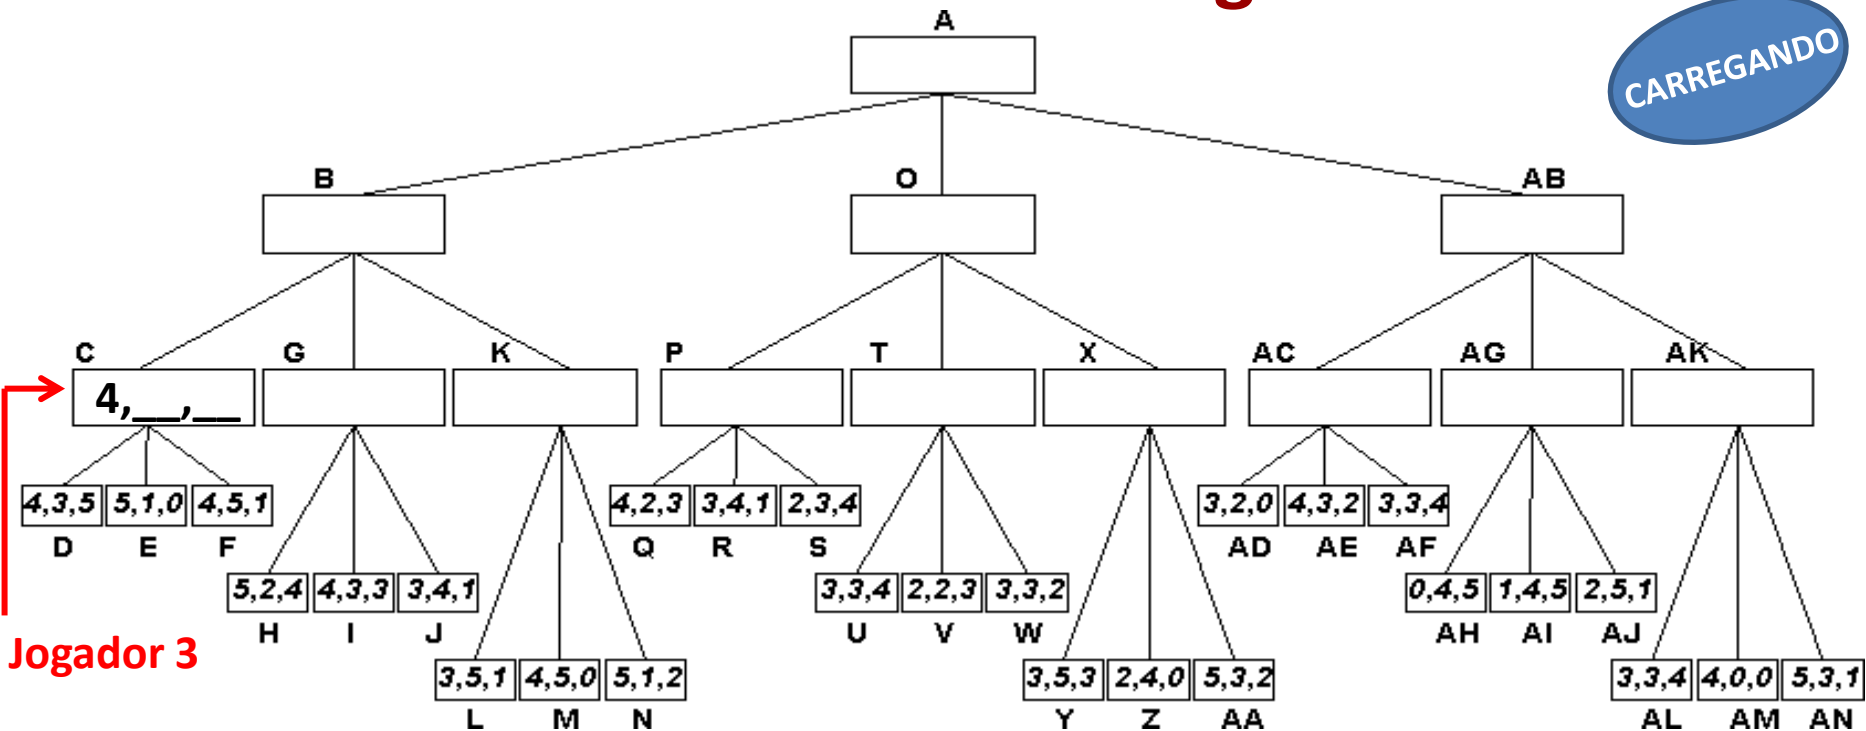 g
A
CARREGANDO
B O AB
C G K P T X AC AG AK
4,__,__
4,3,5 5,1,0 4,5,1 4,2,3 3,4,1 2,3,4 3,2,0 4,3,2 3,3,4
D E F Q R S AD AE AF
5,2,4 4,3,3 3,4,1 3,3,4 2,2,3 3,3,2 0,4,5 1,4,5 2,5,1
H I J U V W AH AI AJ
Jogador 3
3,5,1 4,5,0 5,1,2 3,5,3 2,4,0 5,3,2 3,3,4 4,0,0 5,3,1
L M N Y Z AA AL AM AN